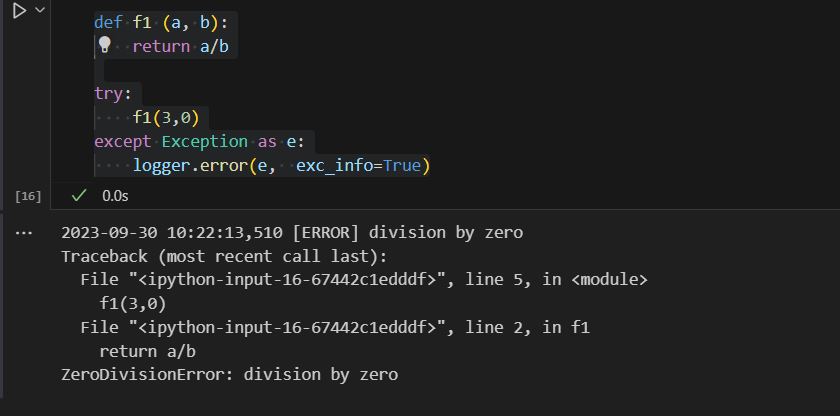 def f1 (a, b):
    return a/b
try:
    f1(3,0)
except Exception as e:
    logger.error(e,  exc_info=True)
[16]
0.0s
2023-09-30 10:22:13,510 [ERROR] division by zero
Traceback (most recent call last):
  File "<ipython-input-16-67442c1edddf>", line 5, in <module>
    f1(3,0)
  File "<ipython-input-16-67442c1edddf>", line 2, in f1
    return a/b
ZeroDivisionError: division by zero